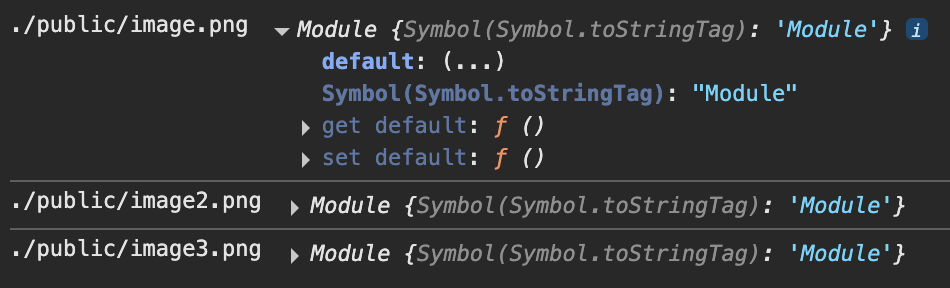 ./public/image.png Module {Symbol(Symbol.toStringTag): 'Module'} i
default: (...)
Symbol(Symbol.toStringTag): "Module"
get default: ƒ ()
set default: ƒ ()
./public/image2.png Module {Symbol(Symbol.toStringTag): 'Module'}
./public/image3.png Module {Symbol(Symbol.toStringTag): 'Module'}